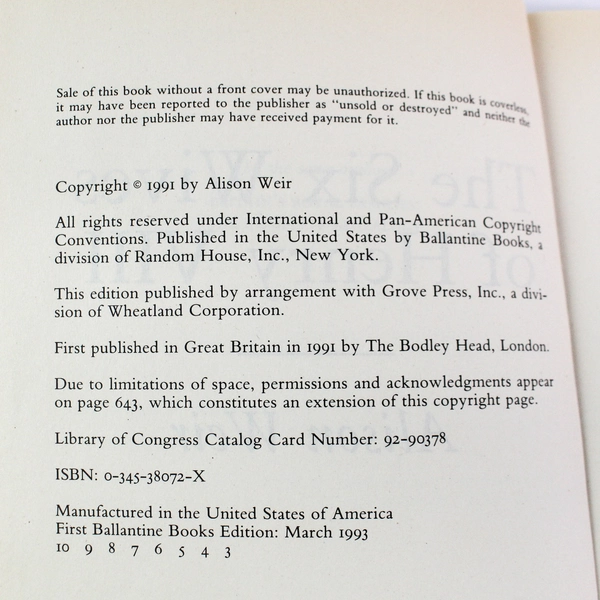 Sale of this book without a front cover may be unauthorized. If this book is coverless,
it may have been reported to the publisher as "unsold or destroyed" and neither the
author nor the publisher may have received payment for it.
Copyright © 1991 by Alison Weir
All rights reserved under International and Pan-American Copyright
Conventions. Published in the United States by Ballantine Books, a
division of Random House, Inc., New York.
This edition published by arrangement with Grove Press, Inc., a divi-
sion of Wheatland Corporation.
First published in Great Britain in 1991 by The Bodley Head, London.
Due to limitations of space, permissions and acknowledgments appear
on page 643, which constitutes an extension of this copyright page.
Library of Congress Catalog Card Number: 92-90378
ISBN: 0-345-38072-X
Manufactured in the United States of America
First Ballantine Books Edition: March 1993
10 9 8 7 6 5 4 3